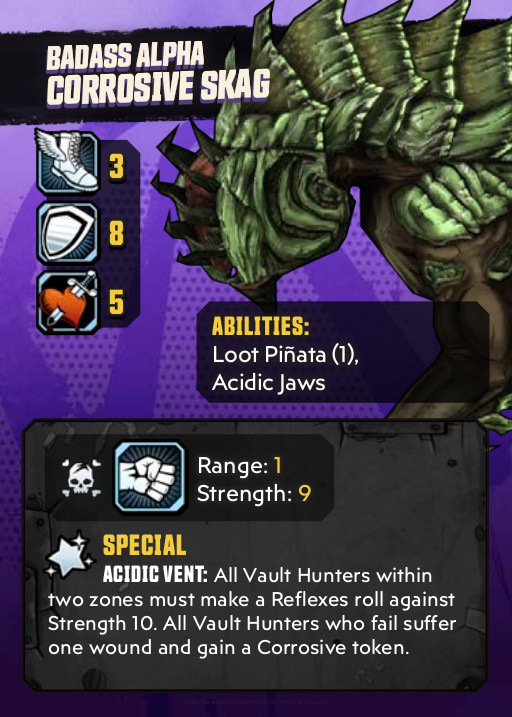 BADASS ALPHA
CORROSIVE SKAG
3
8
5
ABILITIES:
Loot Piñata (1),
Acidic Jaws
Range: 1
Strength: 9
SPECIAL
ACIDIC VENT: All Vault Hunters within
two zones must make a Reflexes roll against
Strength 10. All Vault Hunters who fail suffer
one wound and gain a Corrosive token.